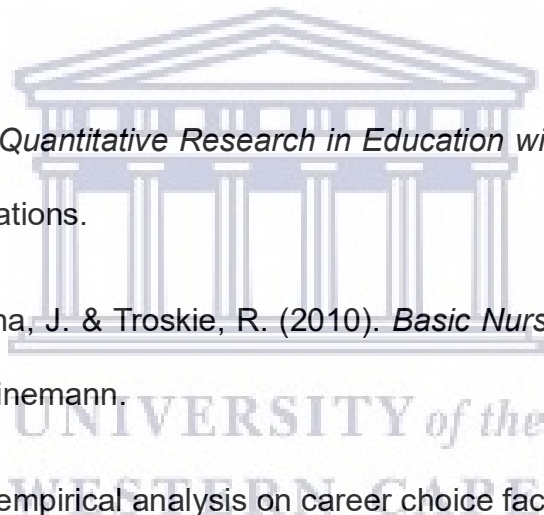 Quantitative Research in Education wi
ations.
na, J. & Troskie, R. (2010). Basic Nurs
inemann.
UNIVERSITY of the
empirical analysis on career choice fac
WESTERN CAPE